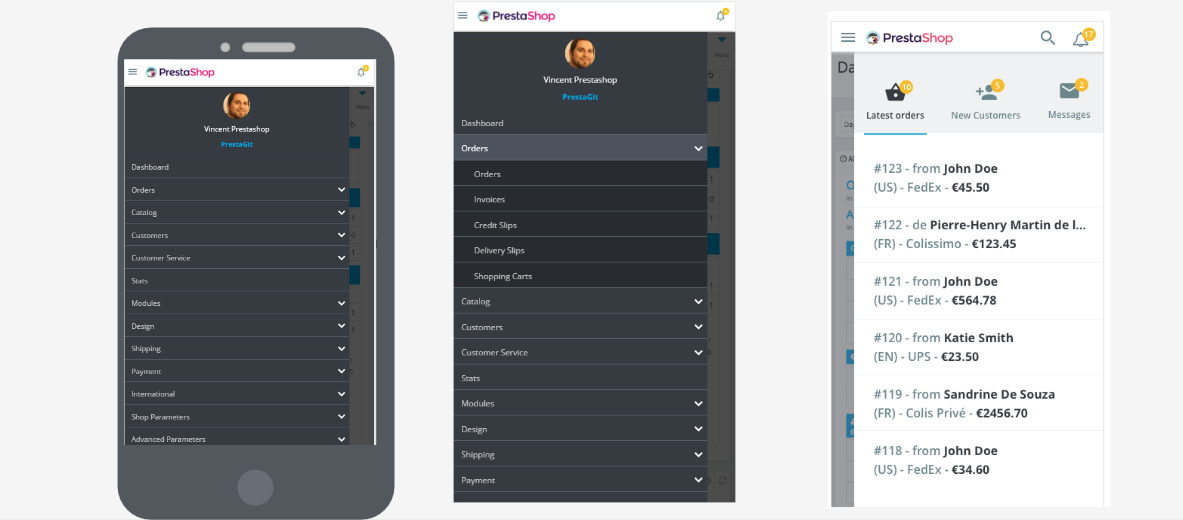 PrestaShop
Vincent Prestashop
PrestaGit
Dashboard
Orders
Catalog
Customers
Customer Service
Stats
Modules
Design
Shipping
Payment
International
Shop Parameters
Advanced Parameters
Menu
PrestaShop
Vincent Prestashop
PrestaGit
Dashboard
Orders
Orders
Invoices
Credit Slips
Delivery Slips
Shopping Carts
Catalog
Customers
Customer Service
Stats
Modules
Design
Shipping
Payment
Menu
PrestaShop
17
Da
10
Latest orders
5
New Customers
2
Messages
#123 - from John Doe
(US) - FedEx - €45.50
#122 - de Pierre-Henry Martin de l...
(FR) - Colissimo - €123.45
#121 - from John Doe
(US) - FedEx - €564.78
#120 - from Katie Smith
(EN) - UPS - €23.50
#119 - from Sandrine De Souza
(FR) - Colis Privé - €2456.70
#118 - from John Doe
(US) - FedEx - €34.60